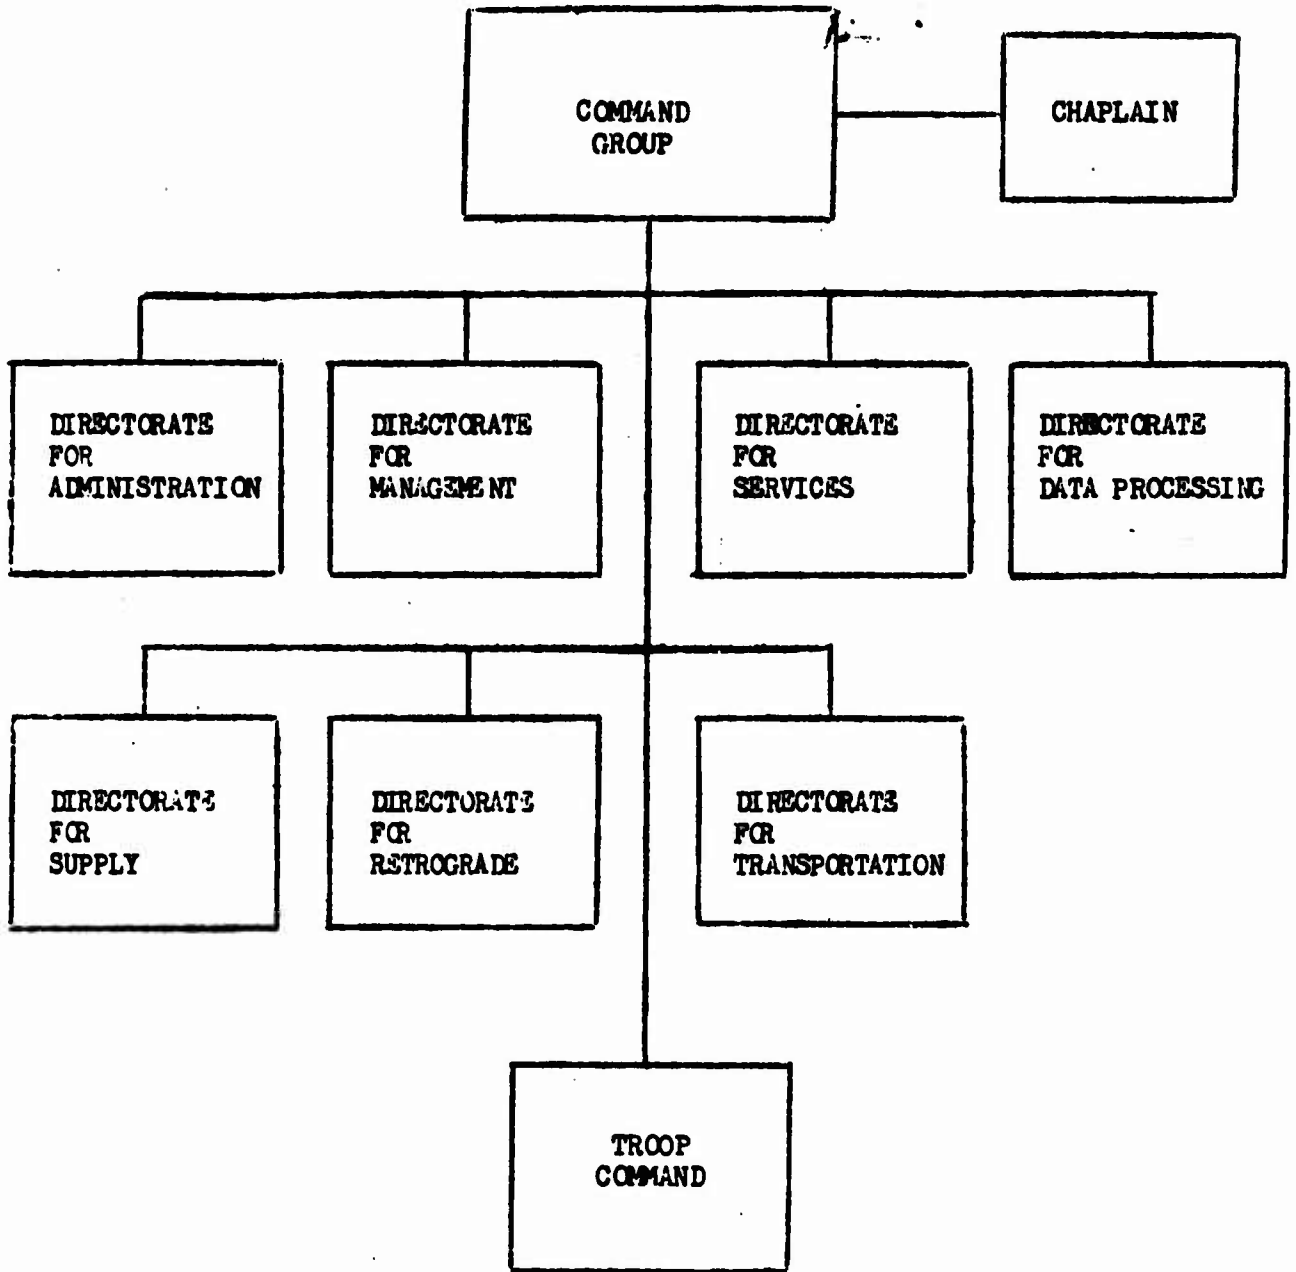 COMMAND
GROUP
CHAPLAIN
DIRECTORATE
FOR
ADMINISTRATION
DIRECTORATE
FOR
MANAGEMENT
DIRECTORATE
FOR
SERVICES
DIRECTORATE
FOR
DATA PROCESSING
DIRECTORATE
FOR
SUPPLY
DIRECTORATE
FOR
RETROGRADE
DIRECTORATE
FOR
TRANSPORTATION
TROOP
COMMAND